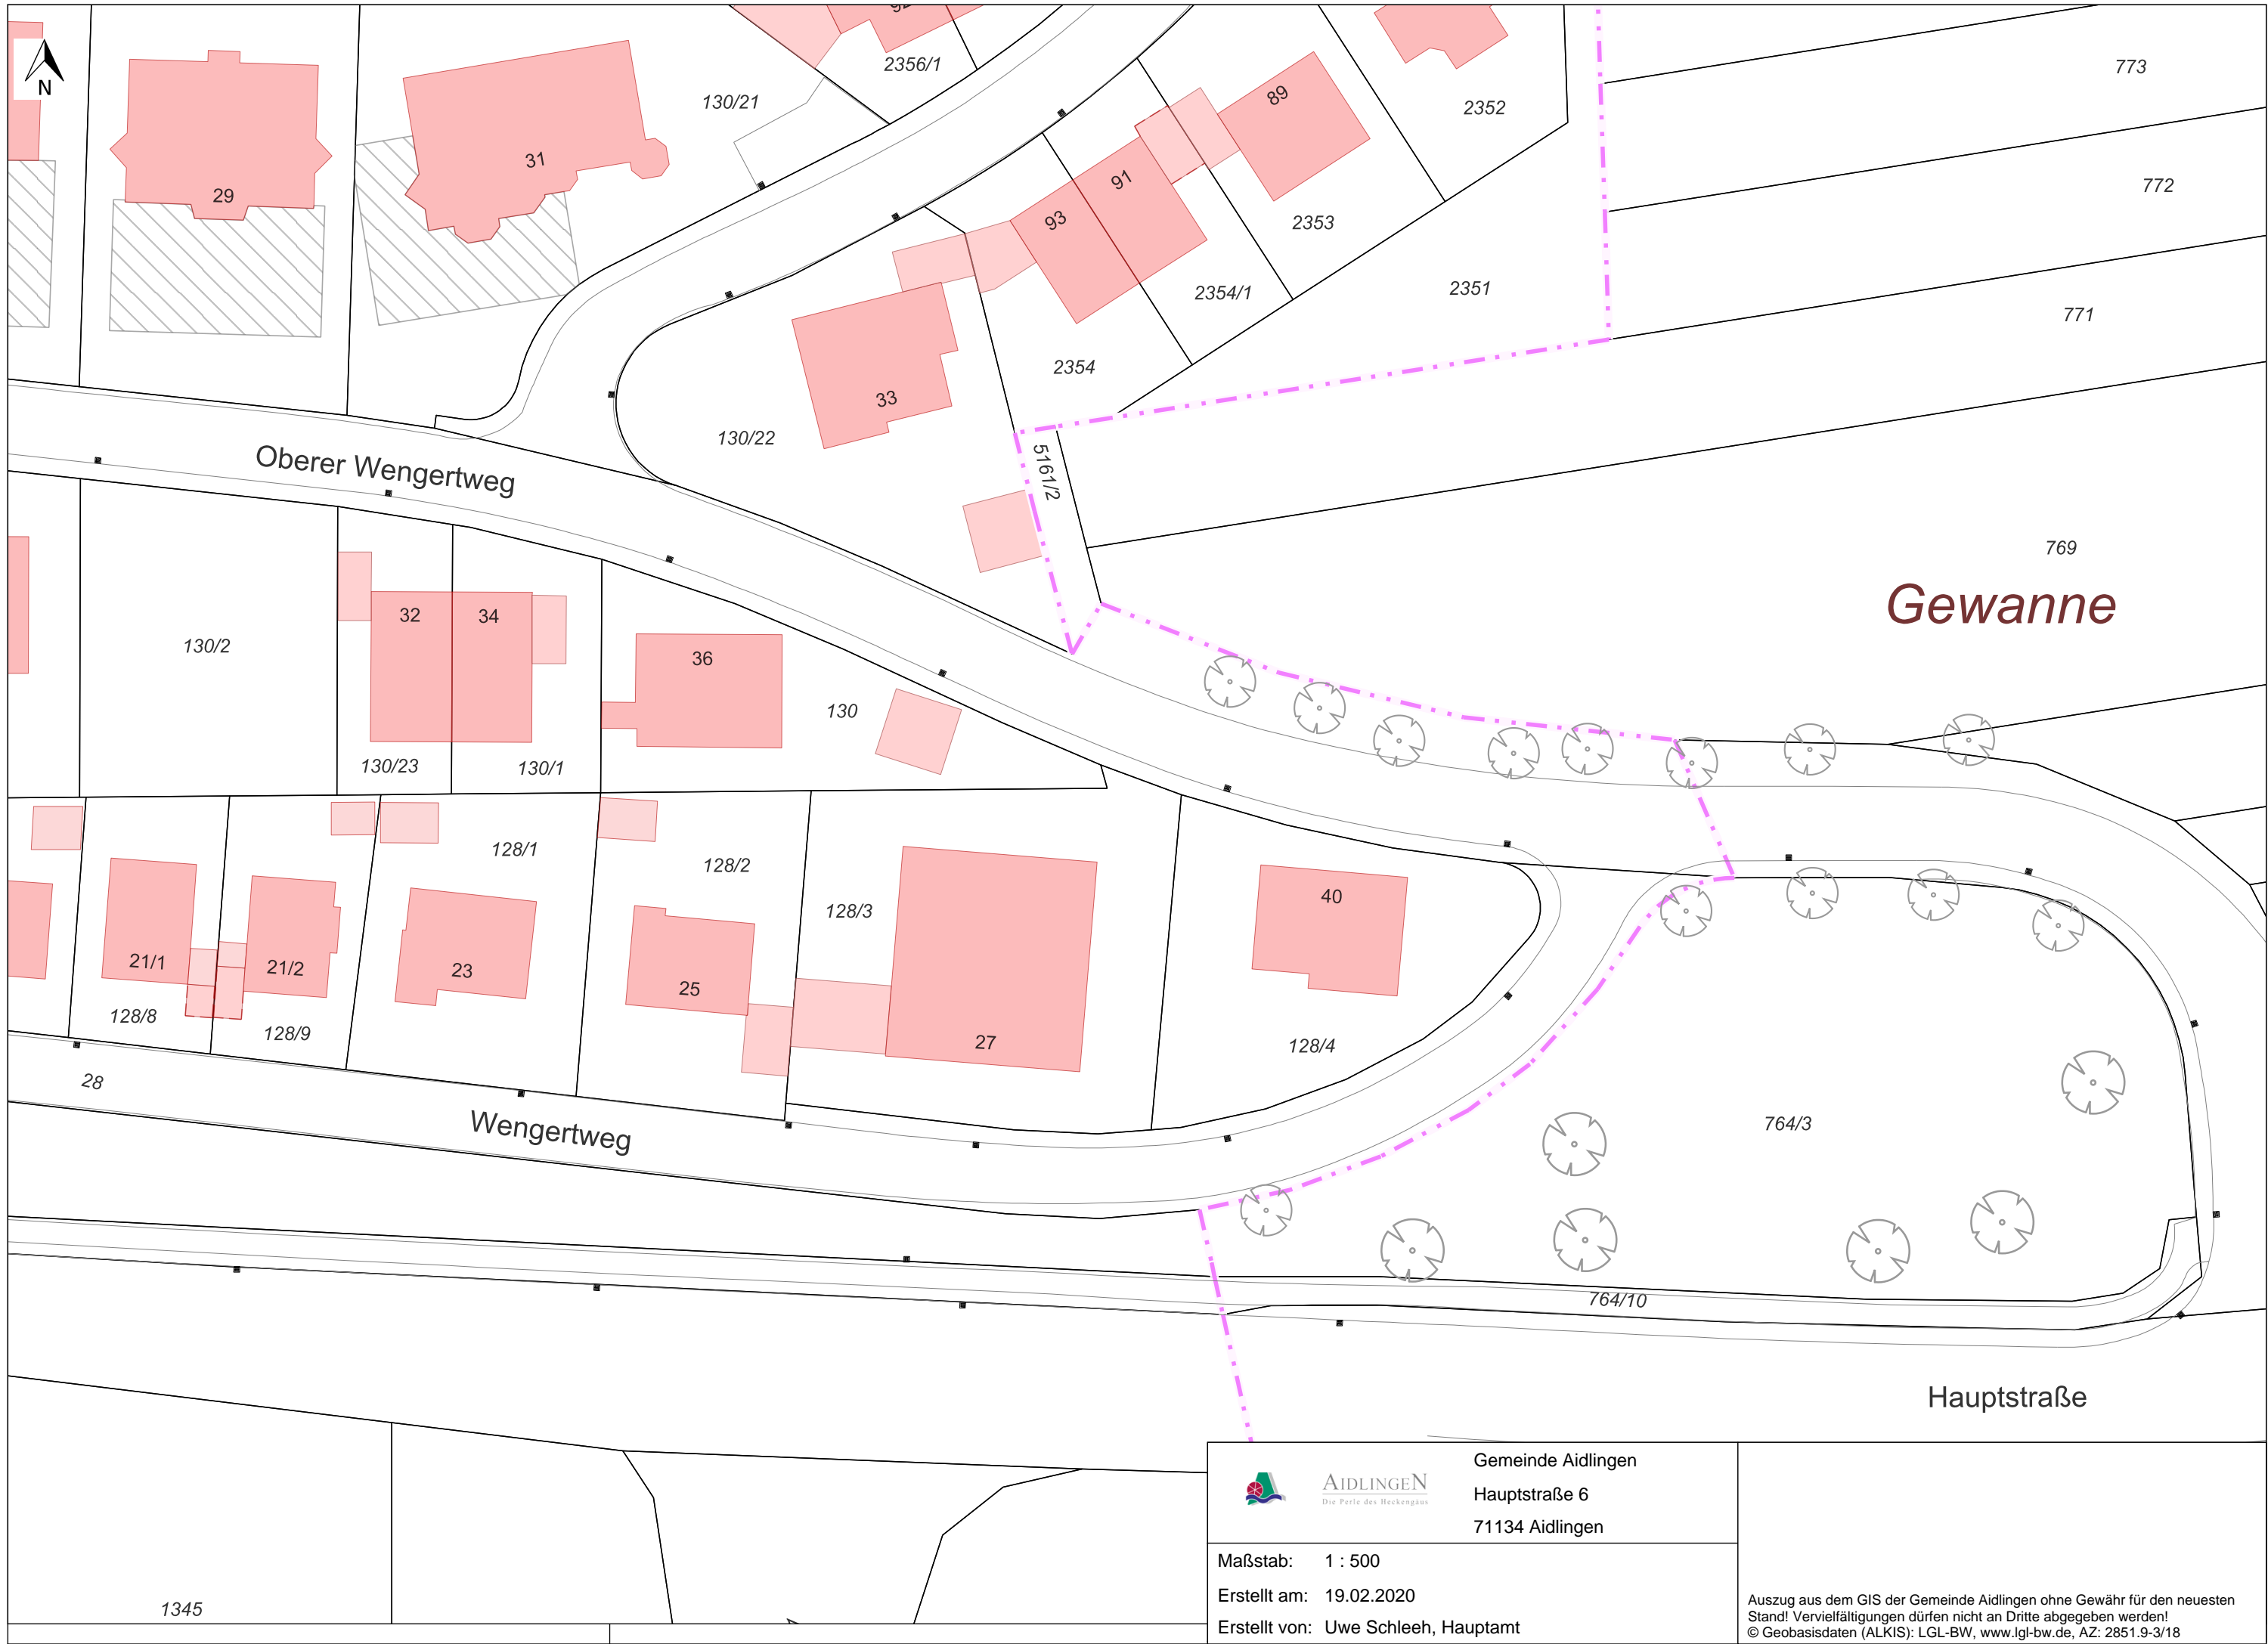 N
29
31
130/21
92
2356/1
89
91
93
2352
2353
2354/1
2351
2354
773
772
771
769
Gewanne
33
130/22
5161/2
Oberer Wengertweg
130/2
32
34
36
130
130/23
130/1
128/1
128/2
128/3
40
21/1
21/2
23
25
27
128/8
128/9
128/4
28
Wengertweg
764/3
764/10
Hauptstraße
1345
AIDLINGEN
Die Perle des Heckengäus
Gemeinde Aidlingen
Hauptstraße 6
71134 Aidlingen
Maßstab: 1 : 500
Erstellt am: 19.02.2020
Erstellt von: Uwe Schleeh, Hauptamt
Auszug aus dem GIS der Gemeinde Aidlingen ohne Gewähr für den neuesten
Stand! Vervielfältigungen dürfen nicht an Dritte abgegeben werden!
© Geobasisdaten (ALKIS): LGL-BW, www.lgl-bw.de, AZ: 2851.9-3/18